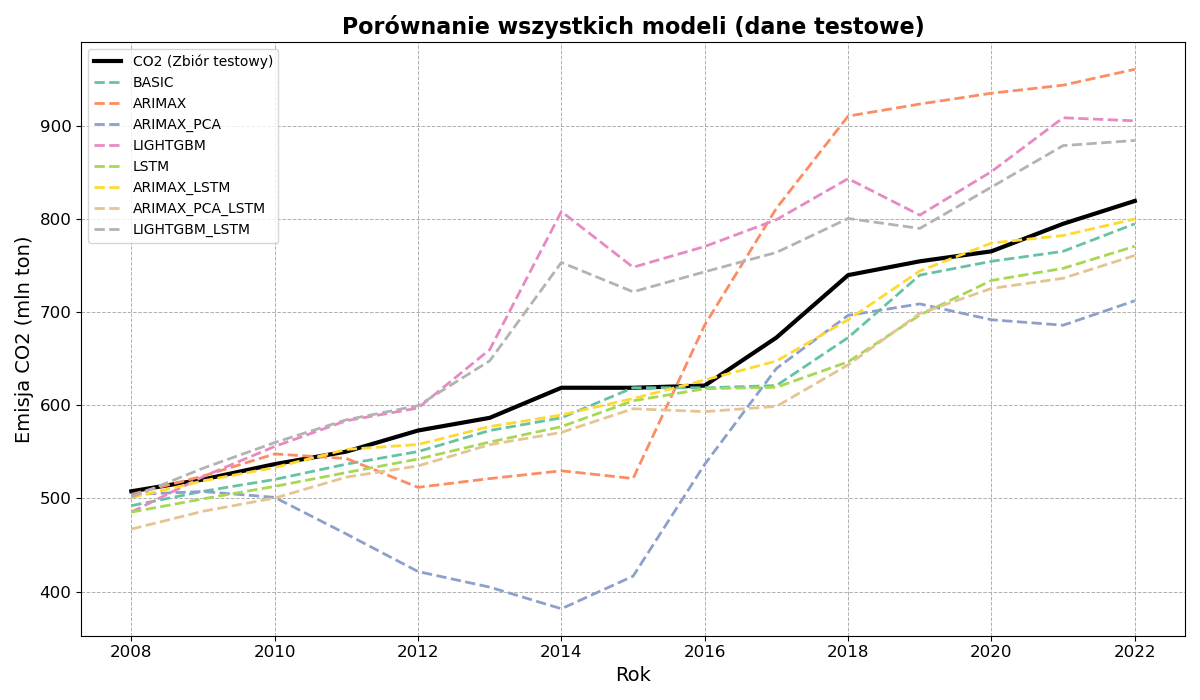 Porównanie wszystkich modeli (dane testowe)
CO2 (Zbiór testowy)
BASIC
ARIMAX
ARIMAX_PCA
LIGHTGBM
LSTM
ARIMAX_LSTM
ARIMAX_PCA_LSTM
LIGHTGBM_LSTM
Emisja CO2 (mln ton)
900
800
700
600
500
400
2008 2010 2012 2014 2016 2018 2020 2022
Rok